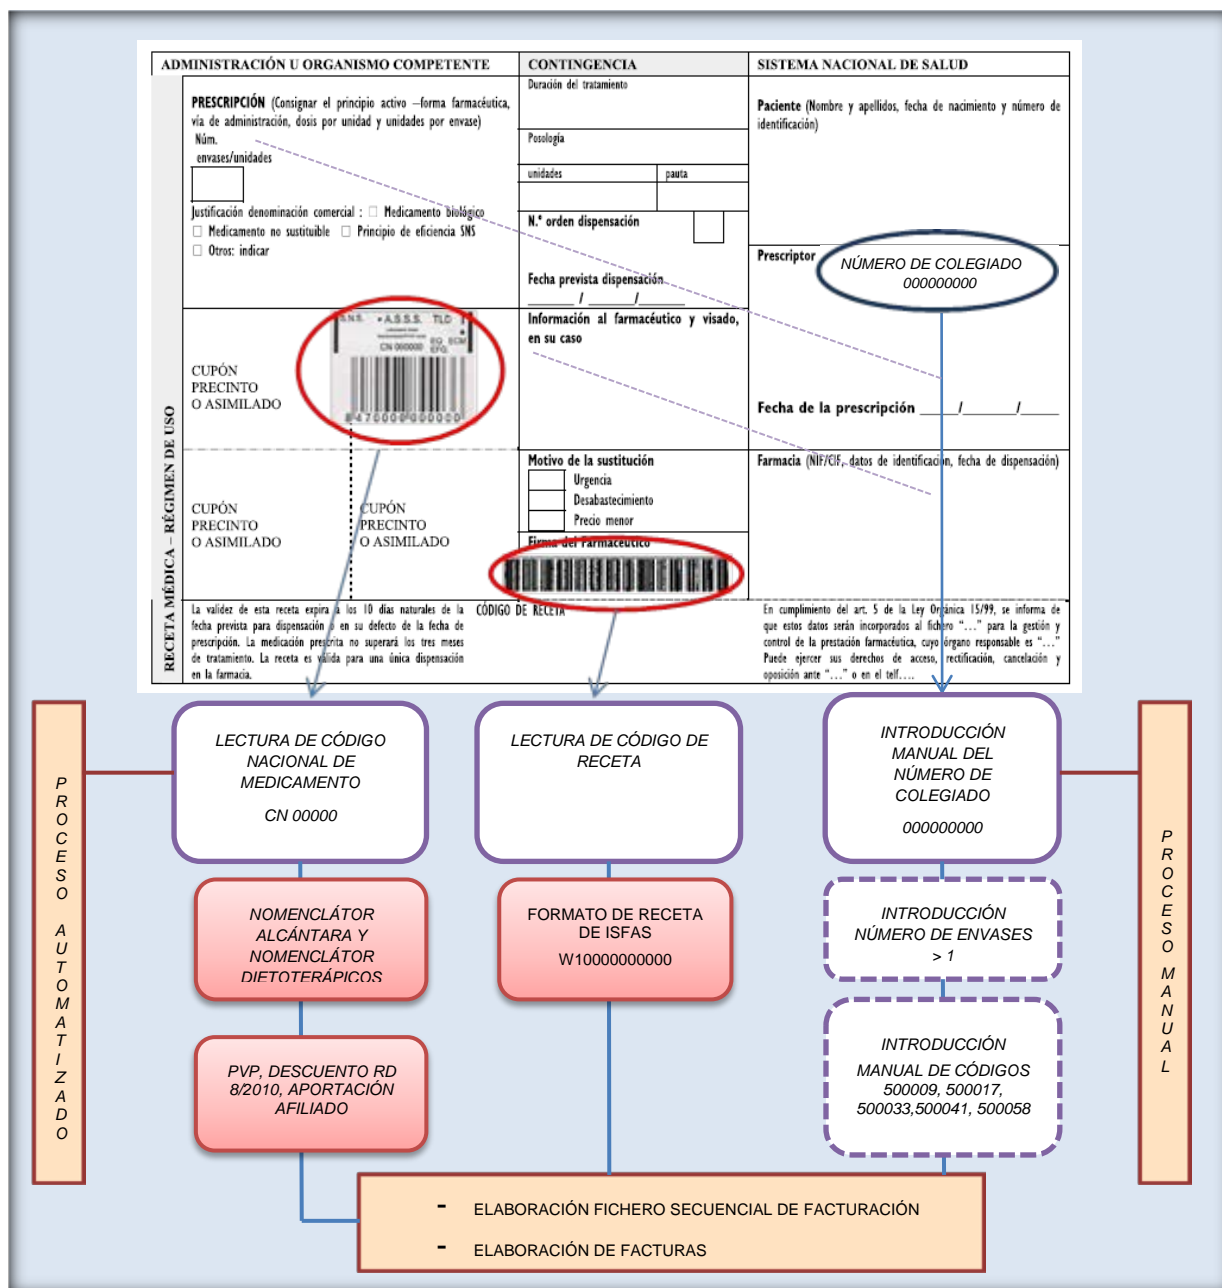 ADMINISTRACIÓN U ORGANISMO COMPETENTE
CONTINGENCIA
SISTEMA NACIONAL DE SALUD
PRESCRIPCIÓN (Consignar el principio activo –forma farmacéutica,
vía de administración, dosis por unidad y unidades por envase)
Núm.
envases/unidades
Justificación denominación comercial : □ Medicamento biológico
□ Medicamento no sustituible □ Principio de eficiencia SNS
□ Otros: indicar
Duración del tratamiento
Posología
unidades
pauta
N.º orden dispensación
Fecha prevista dispensación
______ / ______/______
Información al farmacéutico y visado,
en su caso
Paciente (Nombre y apellidos, fecha de nacimiento y número de
identificación)
Prescriptor
NÚMERO DE COLEGIADO
000000000
Fecha de la prescripción _____/_______/_____
CUPÓN
PRECINTO
O ASIMILADO
S.N.S. • A.S.S.S. TLD
CN 000000 EQ ECM
EFG.
8470000000000
CUPÓN
PRECINTO
O ASIMILADO
CUPÓN
PRECINTO
O ASIMILADO
Motivo de la sustitución
Urgencia
Desabastecimiento
Precio menor
Firma del Farmacéutico
Farmacia (NIF/CIF, datos de identificación, fecha de dispensación)
RECETA MÉDICA – RÉGIMEN DE USO
La validez de esta receta expira a los 10 días naturales de la
fecha prevista para dispensación o en su defecto de la fecha de
prescripción. La medicación prescrita no superará los tres meses
de tratamiento. La receta es válida para una única dispensación
en la farmacia.
CÓDIGO DE RECETA
En cumplimiento del art. 5 de la Ley Orgánica 15/99, se informa de
que estos datos serán incorporados al fichero “…” para la gestión y
control de la prestación farmacéutica, cuyo órgano responsable es “…”
Puede ejercer sus derechos de acceso, rectificación, cancelación y
oposición ante “…” o en el telf….
PROCESO AUTOMATIZADO
LECTURA DE CÓDIGO
NACIONAL DE
MEDICAMENTO
CN 00000
LECTURA DE CÓDIGO DE
RECETA
INTRODUCCIÓN
MANUAL DEL
NÚMERO DE
COLEGIADO
000000000
PROCESO MANUAL
NOMENCLÁTOR
ALCÁNTARA Y
NOMENCLÁTOR
DIETOTERÁPICOS
FORMATO DE RECETA
DE ISFAS
W10000000000
INTRODUCCIÓN
NÚMERO DE ENVASES
> 1
PVP, DESCUENTO RD
8/2010, APORTACIÓN
AFILIADO
INTRODUCCIÓN
MANUAL DE CÓDIGOS
500009, 500017,
500033,500041, 500058
- ELABORACIÓN FICHERO SECUENCIAL DE FACTURACIÓN
- ELABORACIÓN DE FACTURAS